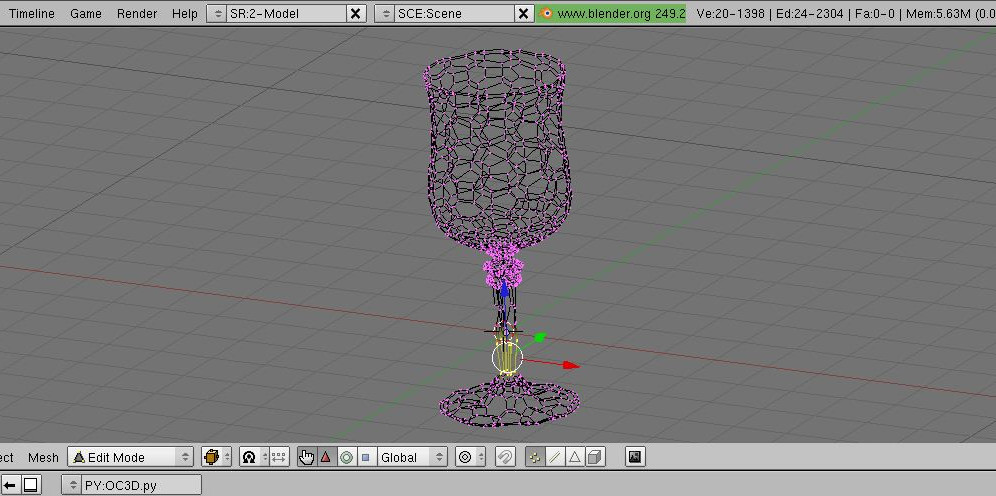 Timeline Game Render Help SR:2-Model SCE:Scene www.blender.org 249.2 Ve:20-1398 | Ed:24-2304 | Fa:0-0 | Mem:5.63M (0.0
ect Mesh Edit Mode Global
PY:OC3D.py